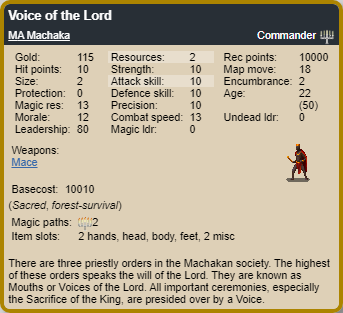 Voice of the Lord
MA Machaka Commander
Gold: 115 Resources: 2 Rec points: 10000
Hit points: 10 Strength: 10 Map move: 18
Size: 2 Attack skill: 10 Encumbrance: 2
Protection: 0 Defence skill: 10 Age: 22
Magic res: 13 Precision: 10 (50)
Morale: 12 Combat speed: 13 Undead ldr: 0
Leadership: 80 Magic ldr: 0
Weapons:
Mace
Basecost: 10010
(Sacred, forest-survival)
Magic paths: 2
Item slots: 2 hands, head, body, feet, 2 misc
There are three priestly orders in the Machakan society. The highest
of these orders speaks the will of the Lord. They are known as
Mouths or Voices of the Lord. All important ceremonies, especially
the Sacrifice of the King, are presided over by a Voice.